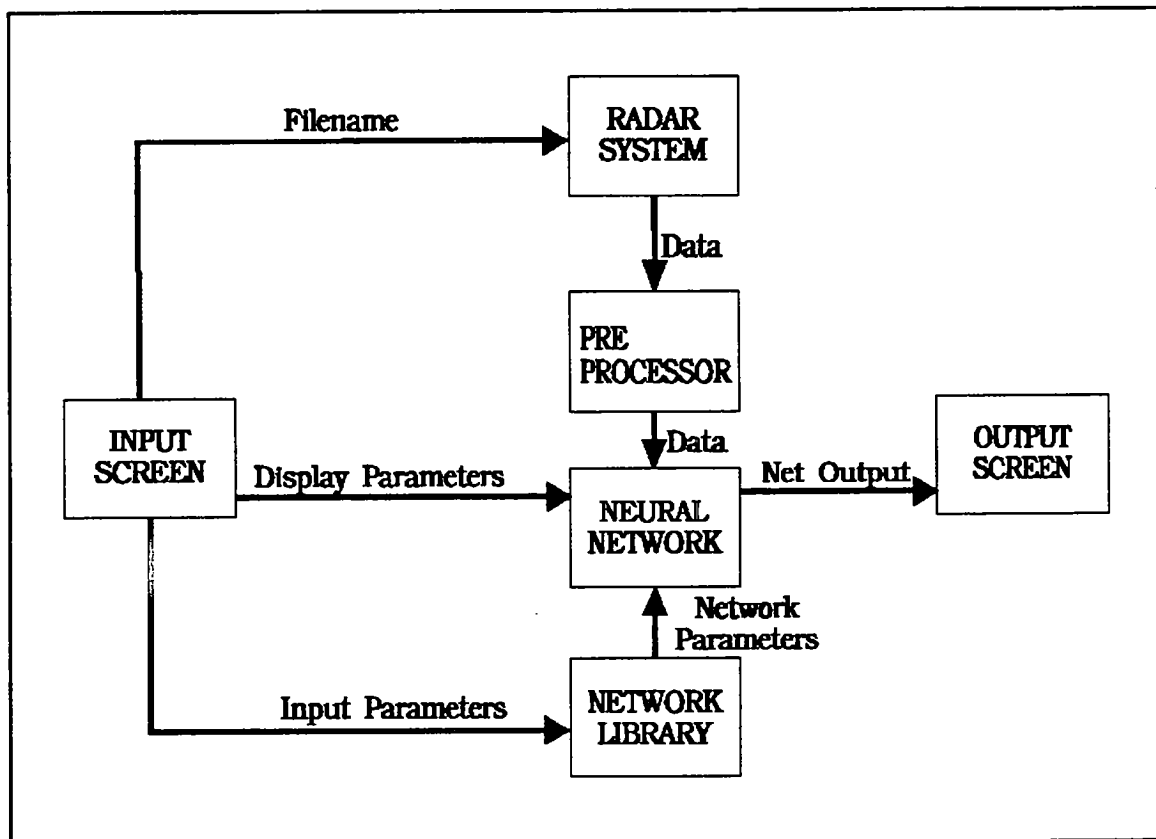 Filename
RADAR
SYSTEM
Data
PRE
PROCESSOR
INPUT
SCREEN
Data
OUTPUT
SCREEN
Display Parameters
Net Output
NEURAL
NETWORK
Network
Parameters
Input Parameters
NETWORK
LIBRARY